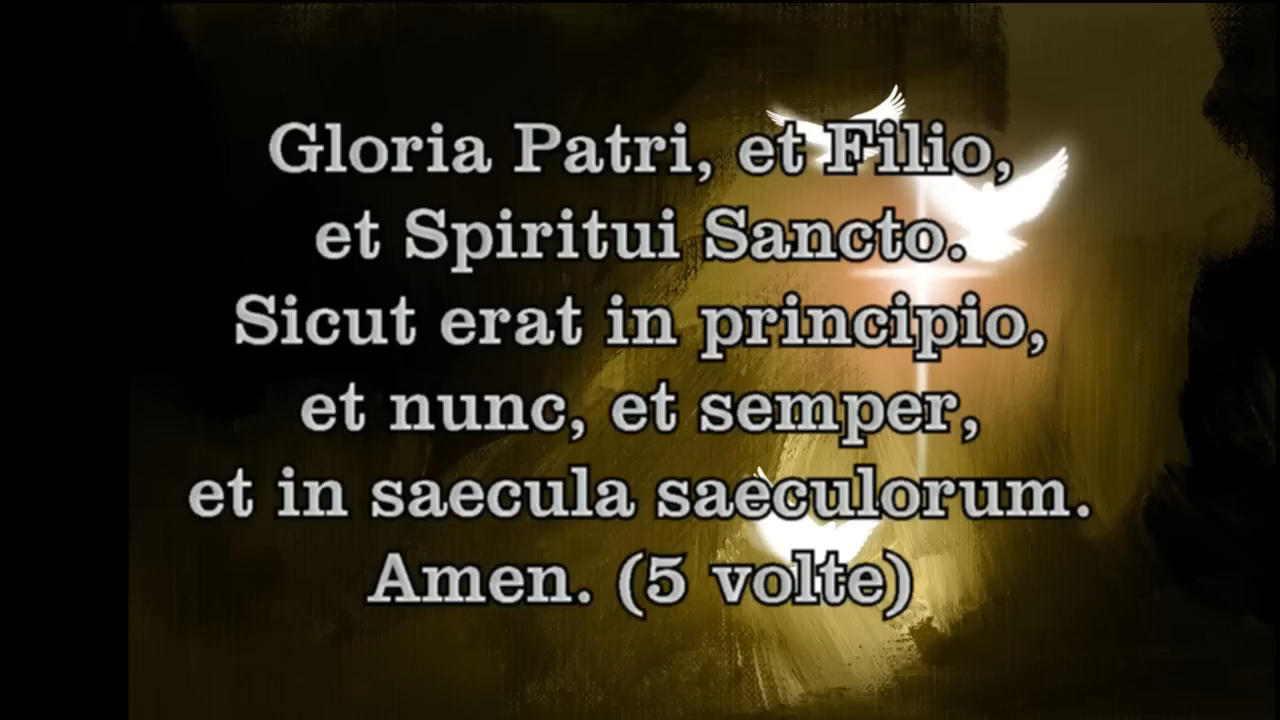 Gloria Patri, et Filio,
et Spiritui Sancto.
Sicut erat in principio,
et nunc, et semper,
et in saecula saeculorum.
Amen. (5 volte)